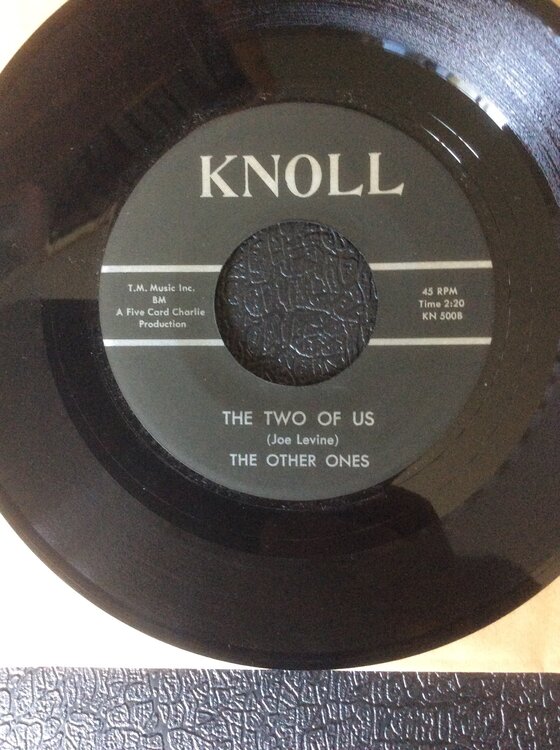 KNOLL
T.M. Music Inc.
BM
A Five Card Charlie
Production
45 RPM
Time 2:20
KN 500B
THE TWO OF US
(Joe Levine)
THE OTHER ONES